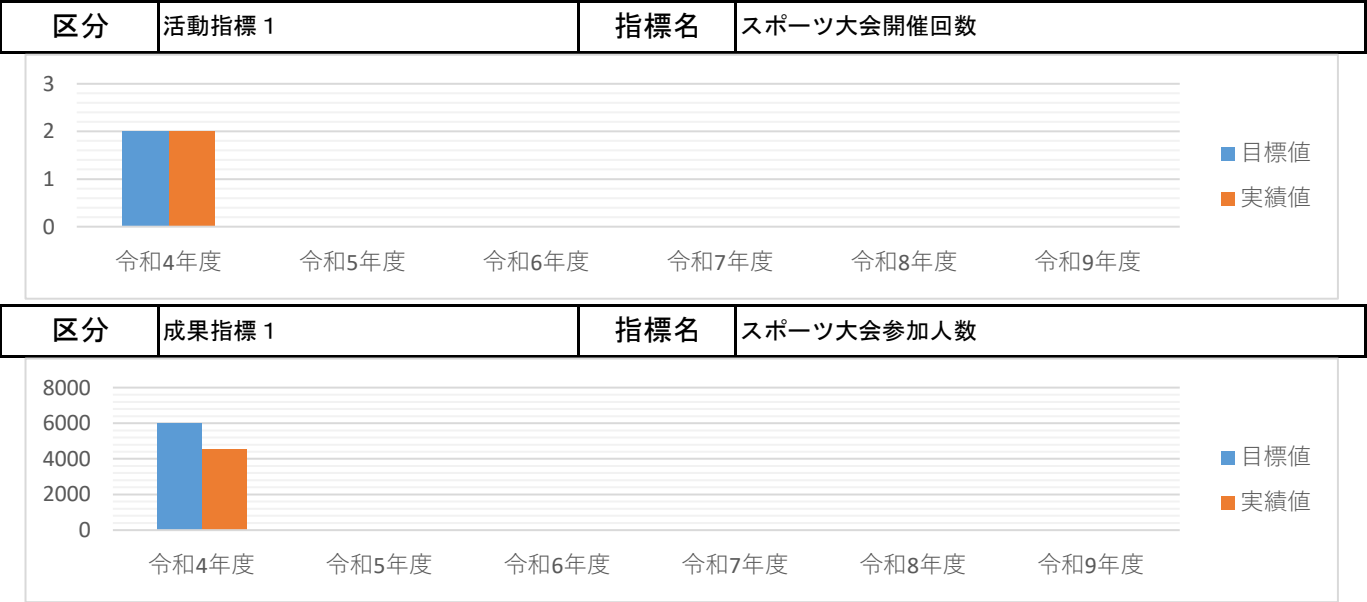 区分 活動指標１ 指標名 スポーツ大会開催回数
3
2
1
0
令和4年度 令和5年度 令和6年度 令和7年度 令和8年度 令和9年度
目標値
実績値
区分 成果指標１ 指標名 スポーツ大会参加人数
8000
6000
4000
2000
0
令和4年度 令和5年度 令和6年度 令和7年度 令和8年度 令和9年度
目標値
実績値